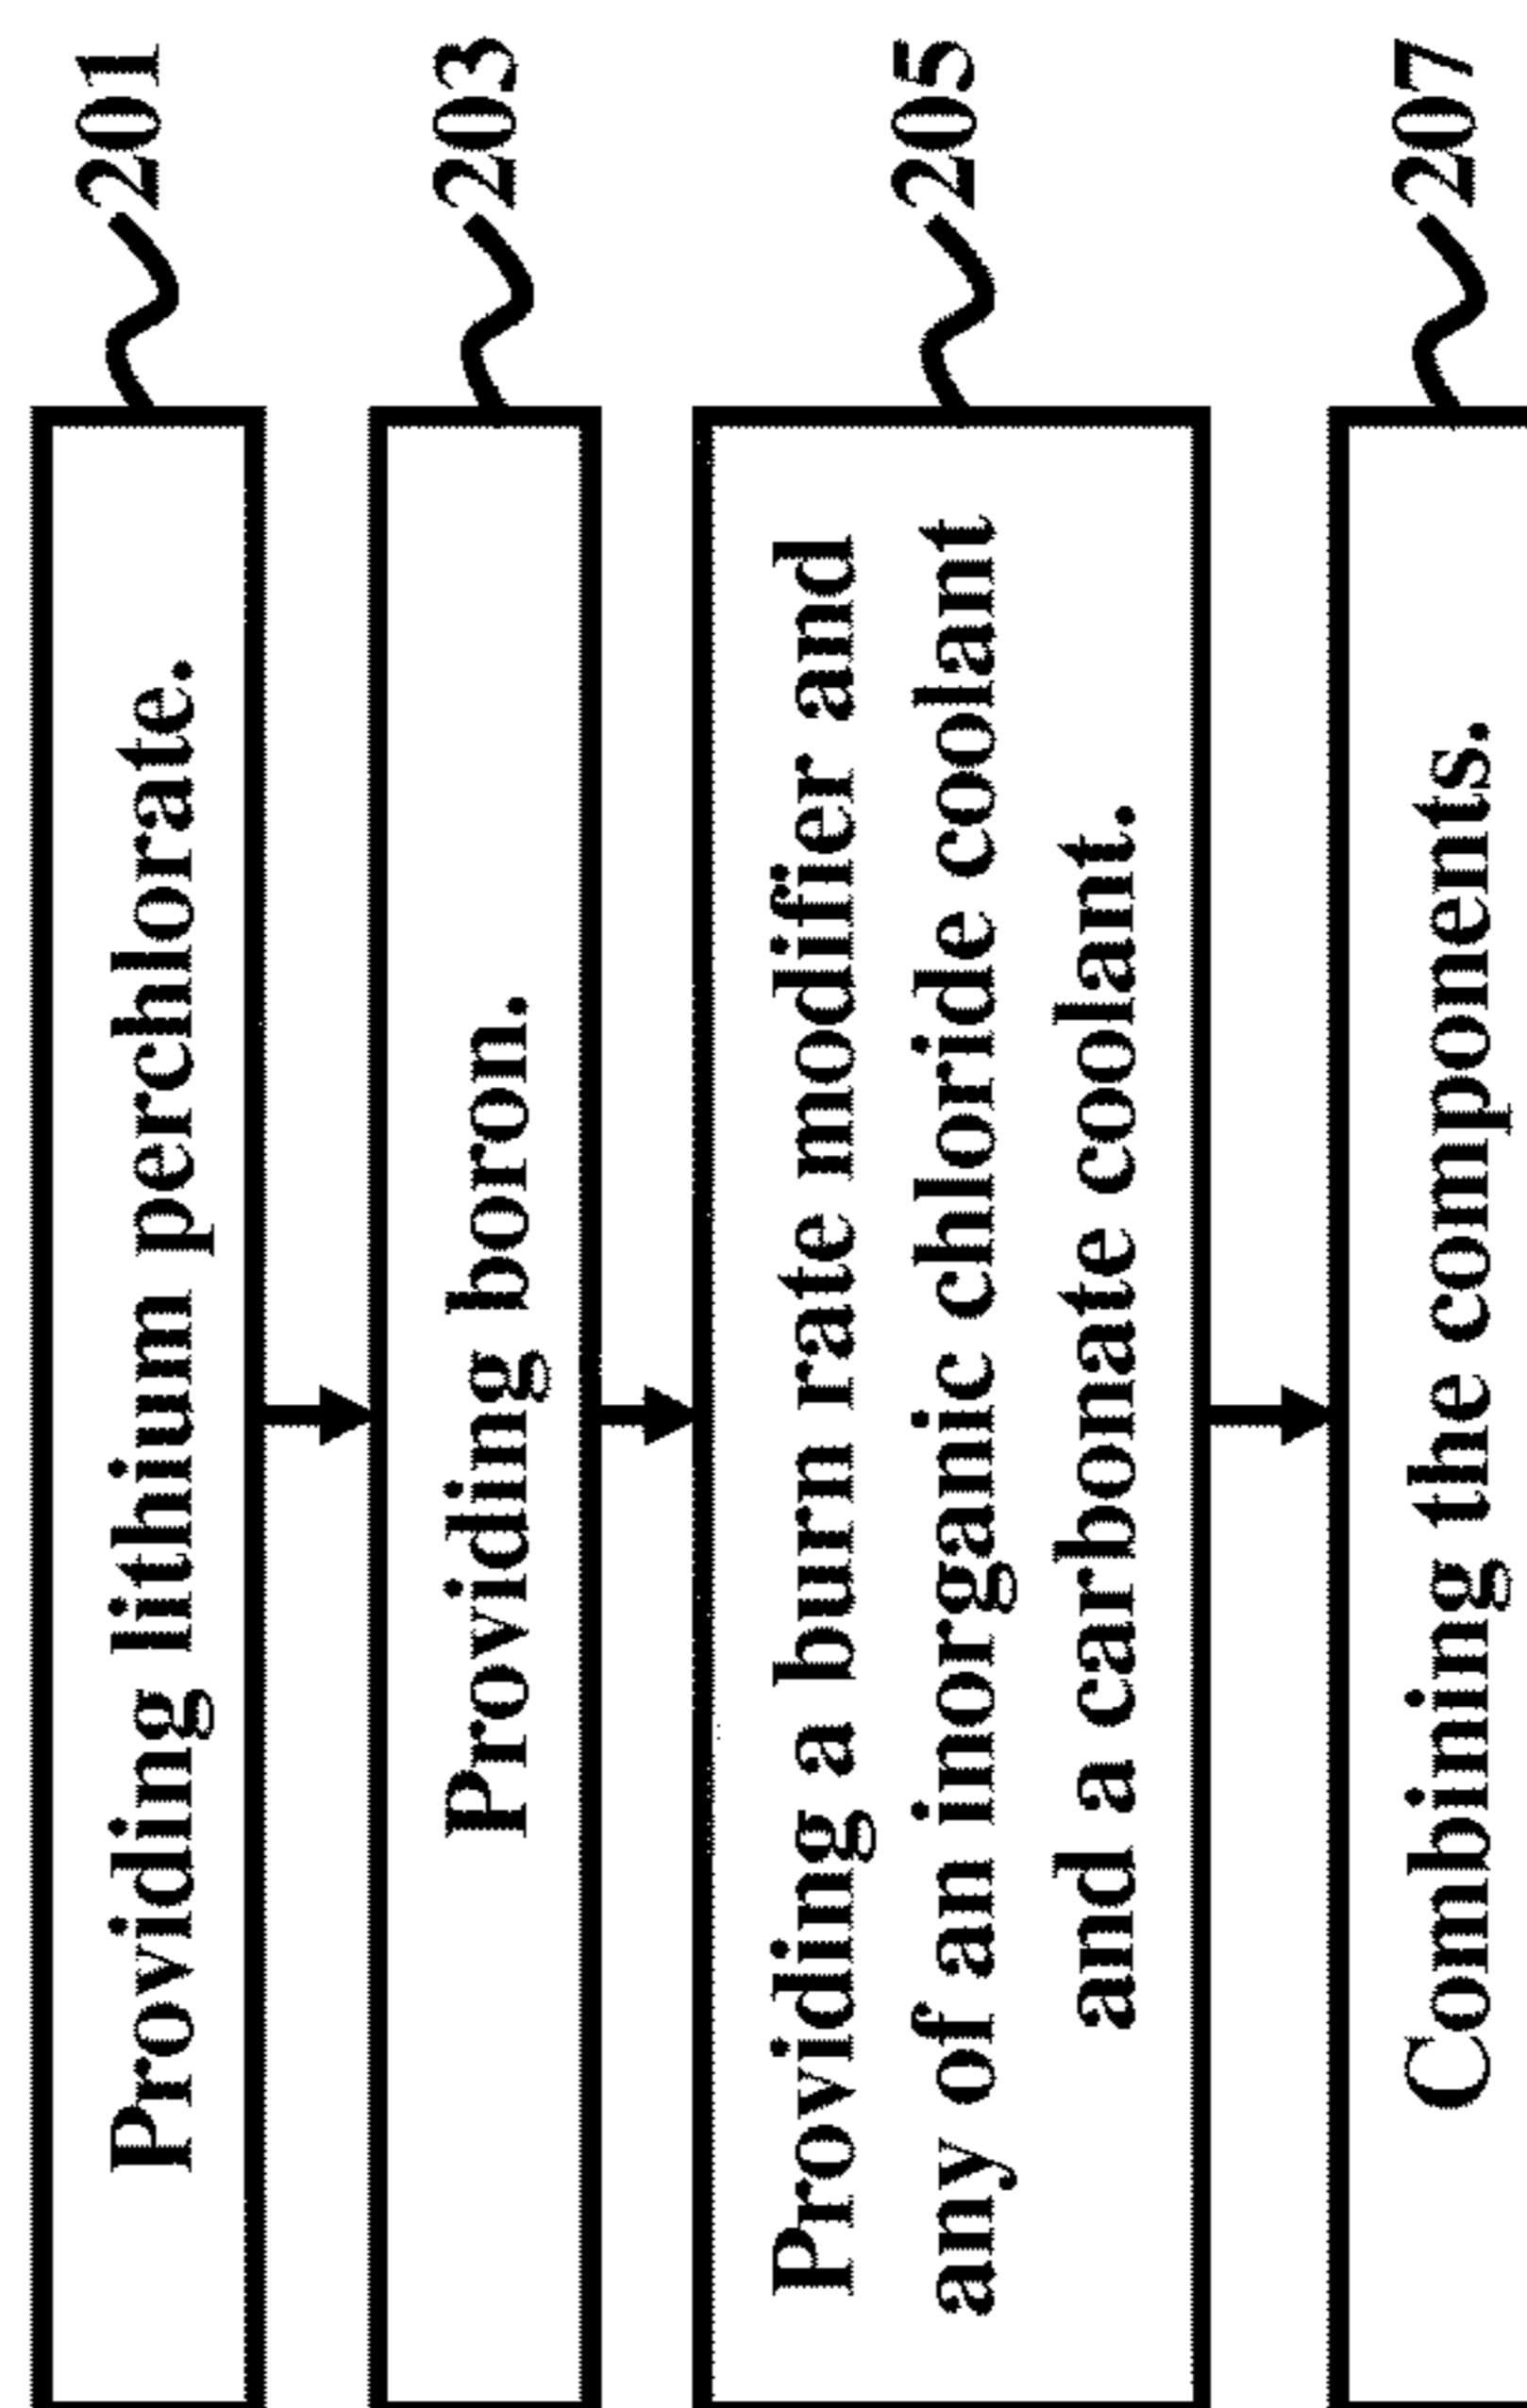 Providing lithium perchlorate.
201
Providing boron.
203
Providing a burn rate modifier and
any of an inorganic chloride coolant
and a carbonate coolant.
205
Combining the components.
207